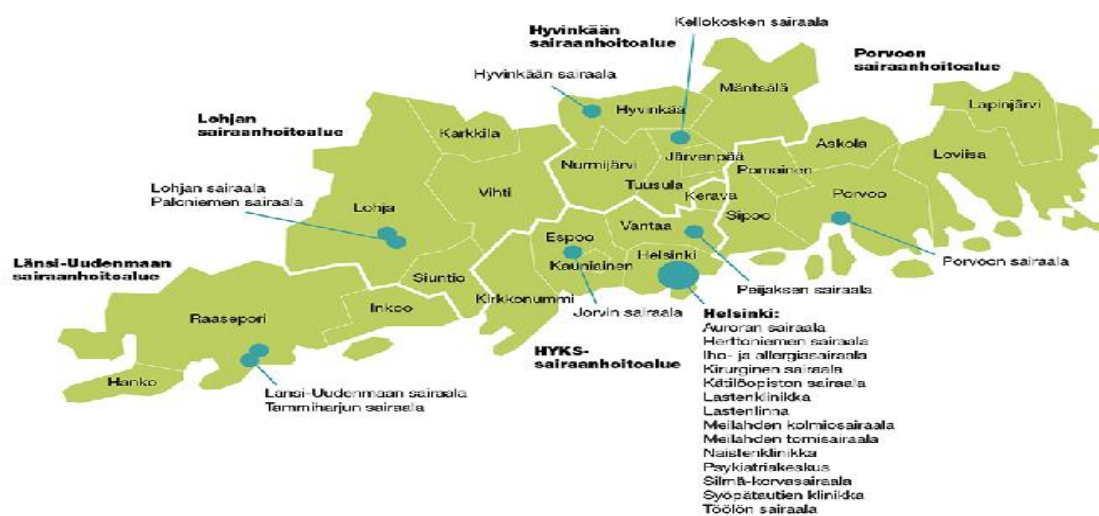 Kellokosken sairaala
Hyvinkään
sairaanhoitoalue
Porvoon
sairaanhoitoalue
Hyvinkään sairaala
Mäntsälä
Hyvinkää
Lapinjärvi
Lohjan
sairaanhoitoalue
Karkkila
Askola
Loviisa
Nurmijärvi
Järvenpää
Pornainen
Lohjan sairaala
Paloniemen sairaala
Vihti
Tuusula
Kerava
Porvoo
Lohja
Sipoo
Vantaa
Espoo
Länsi-Uudenmaan
sairaanhoitoalue
Helsinki
Kauniainen
Porvoon sairaala
Siuntio
Kirkkonummi
Peijaksen sairaala
Inkoo
Raasepori
Jorvin sairaala
HYKS-
sairaanhoitoalue
Hanko
Länsi-Uudenmaan sairaala
Tammiharjun sairaala
Helsinki:
Auroran sairaala
Herttoniemen sairaala
Iho- ja allergiasairaala
Kirurginen sairaala
Kätilöopiston sairaala
Lastenklinikka
Lastenlinna
Meilahden kolmiosairaala
Meilahden tornisairaala
Naistenklinikka
Psykiatriakeskus
Silmä-korvasairaala
Syöpätautien klinikka
Töölön sairaala